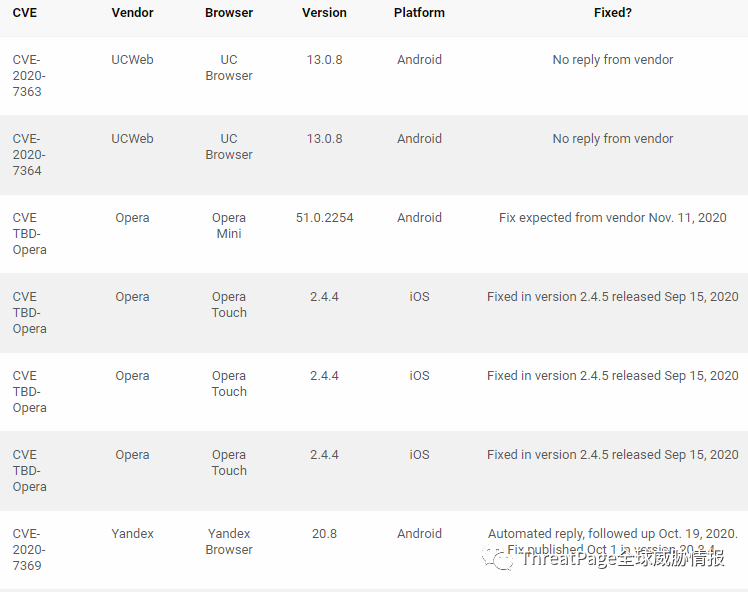 CVE Vendor Browser Version Platform Fixed?
CVE- UCWeb UC 13.0.8 Android No reply from vendor
2020- Browser
7363
CVE- UCWeb UC 13.0.8 Android No reply from vendor
2020- Browser
7364
CVE Opera Opera 51.0.2254 Android Fix expected from vendor Nov. 11, 2020
TBD- Mini
Opera
CVE Opera Opera 2.4.4 iOS Fixed in version 2.4.5 released Sep 15, 2020
TBD- Touch
Opera
CVE Opera Opera 2.4.4 iOS Fixed in version 2.4.5 released Sep 15, 2020
TBD- Touch
Opera
CVE Opera Opera 2.4.4 iOS Fixed in version 2.4.5 released Sep 15, 2020
TBD- Touch
Opera
CVE- Yandex Yandex 20.8 Android Automated reply, followed up Oct. 19, 2020.
2020- Browser Fix published Oct 1 in version 20.8.4.
7369
ThreatPage全球威胁情报